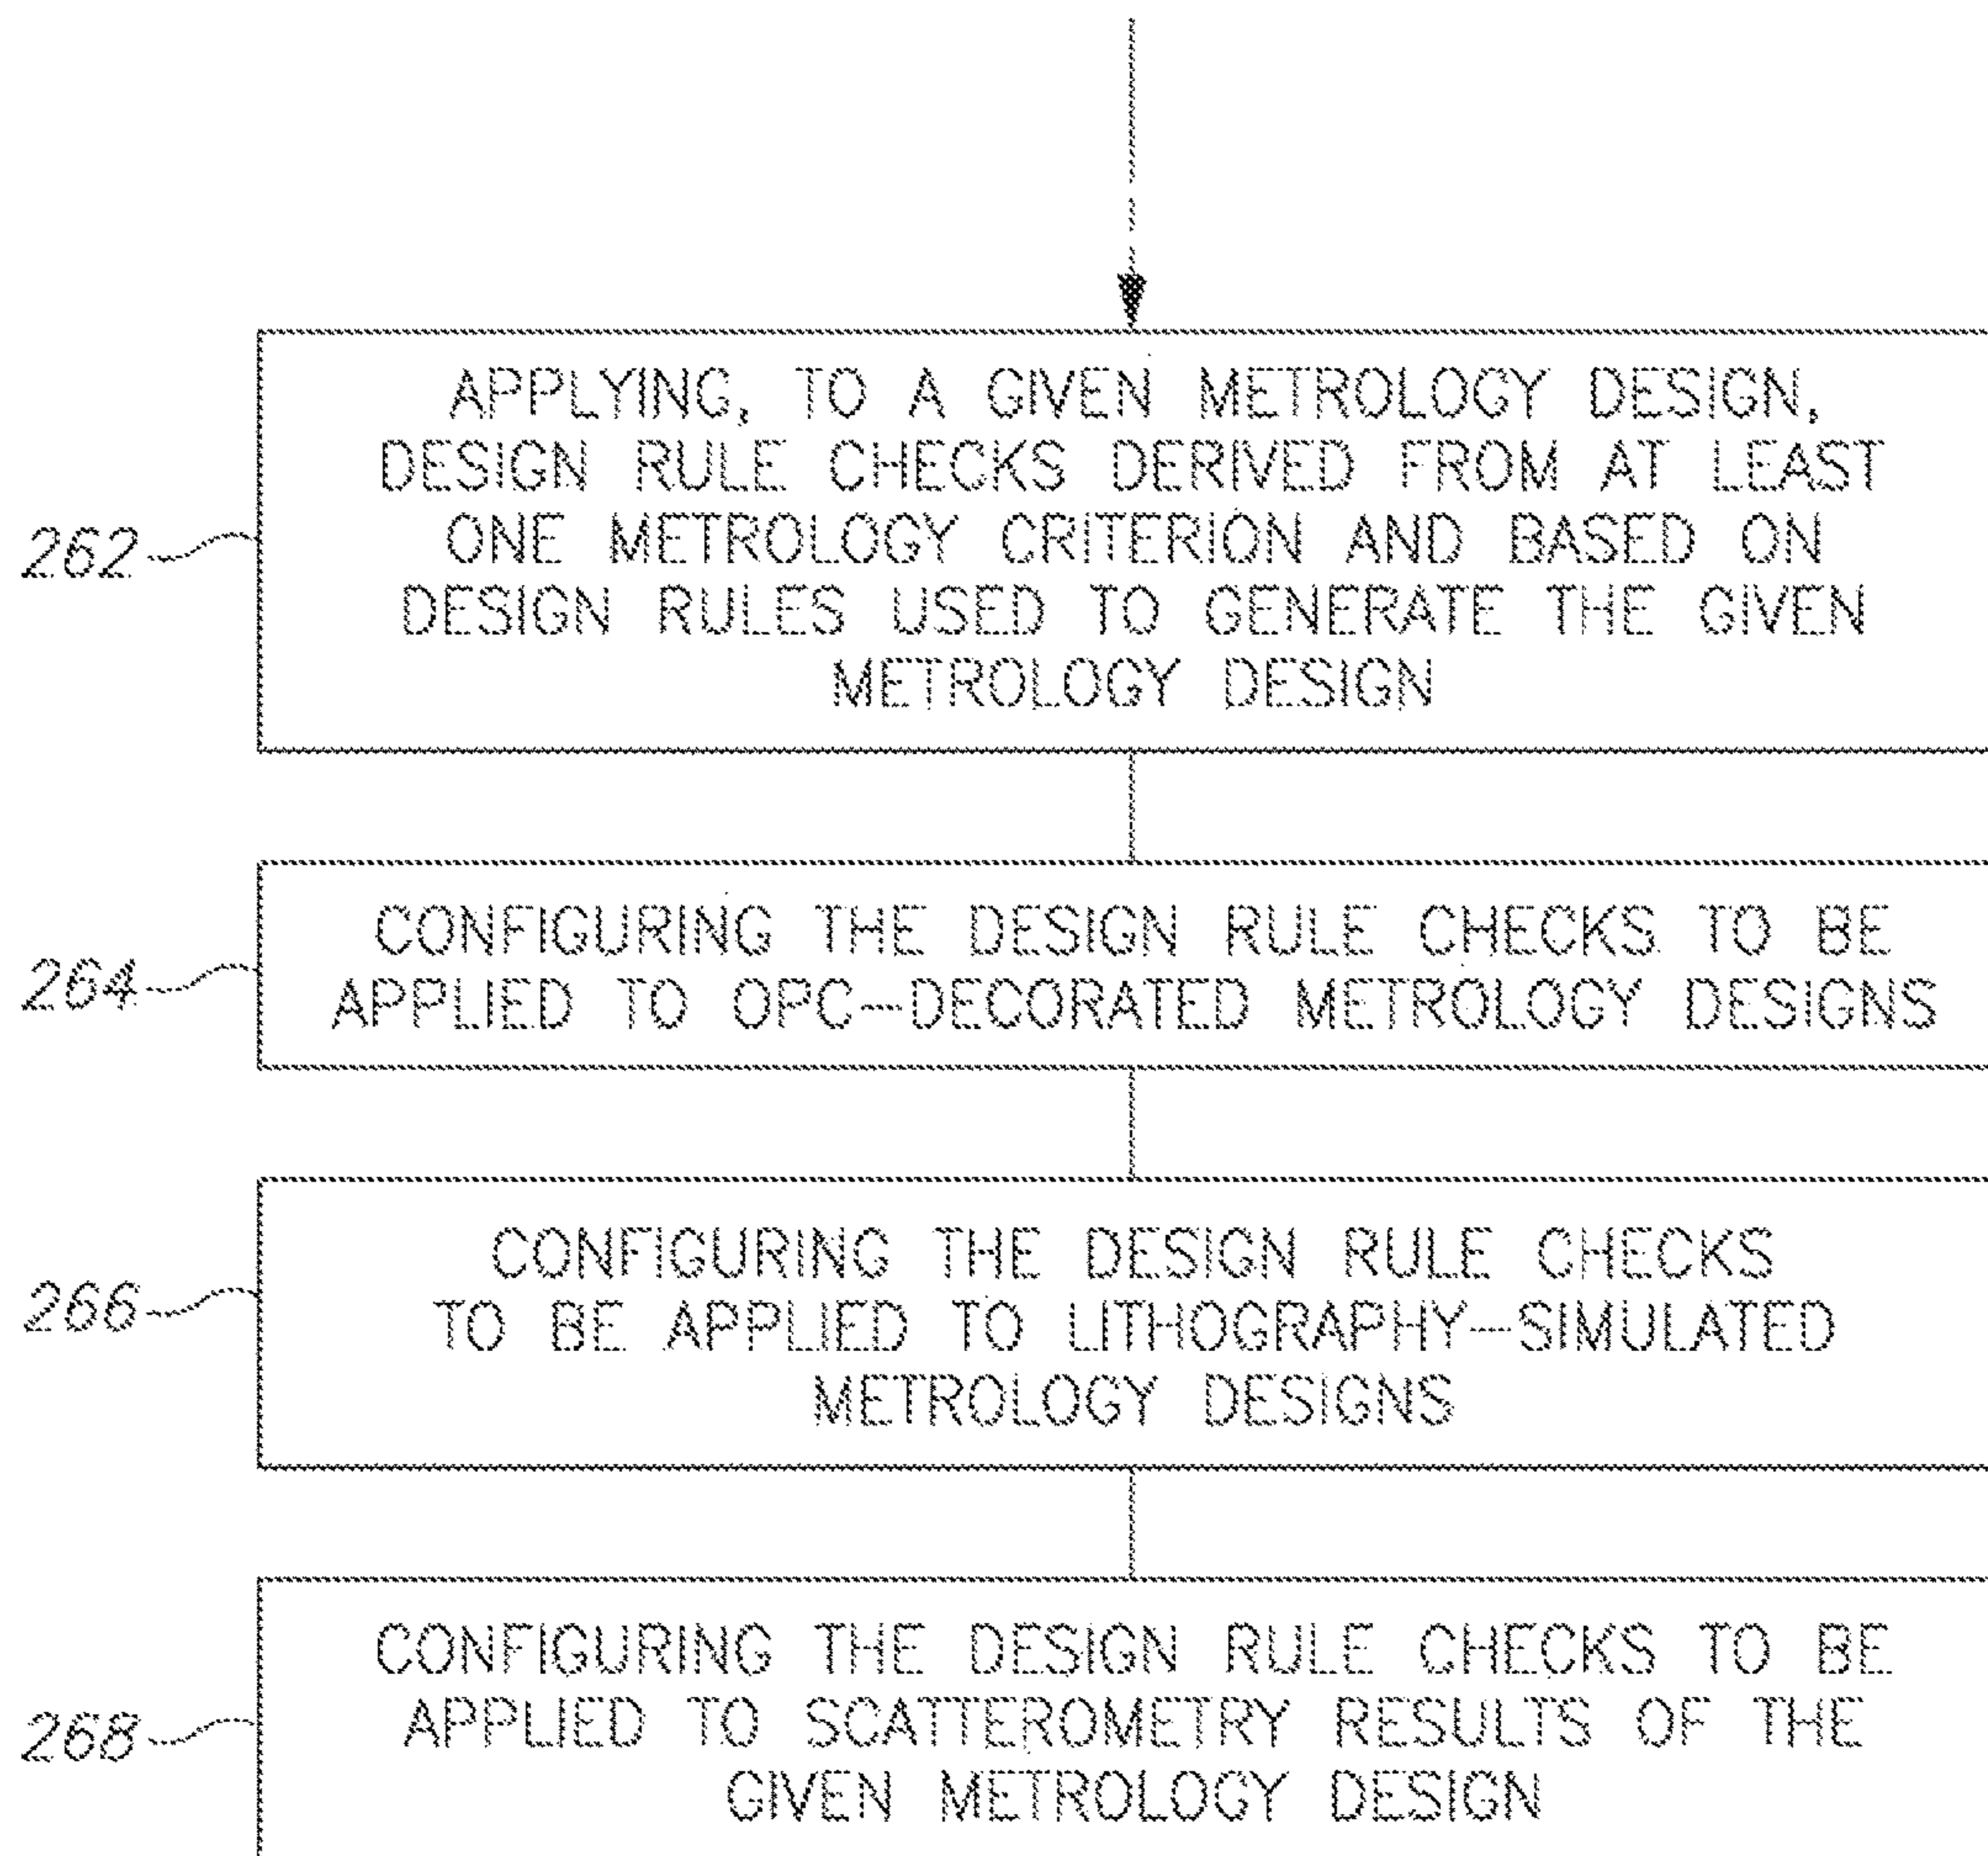 APPLYING, TO A GIVEN METROLOGY DESIGN,
DESIGN RULE CHECKS DERIVED FROM AT LEAST
262 ONE METROLOGY CRITERION AND BASED ON
DESIGN RULES USED TO GENERATE THE GIVEN
METROLOGY DESIGN
CONFIGURING THE DESIGN RULE CHECKS TO BE
264 APPLIED TO OPC-DECORATED METROLOGY DESIGNS
CONFIGURING THE DESIGN RULE CHECKS
266 TO BE APPLIED TO LITHOGRAPHY-SIMULATED
METROLOGY DESIGNS
CONFIGURING THE DESIGN RULE CHECKS TO BE
268 APPLIED TO SCATTEROMETRY RESULTS OF THE
GIVEN METROLOGY DESIGN